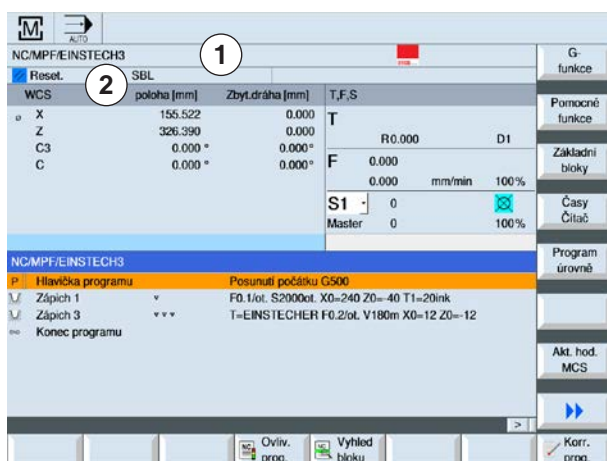 M
AUTO
NC/MPF/EINSTECH3
1
G-
funkce
Reset.
2
SBL
WCS poloha [mm] Zbyt.dráha [mm] T,F,S
Pomocné
funkce
X 155.522 0.000 T
Z 326.390 0.000 R0.000 D1
C3 0.000 ° 0.000°
C 0.000 ° 0.000° F 0.000
Základní
bloky
0.000 mm/min 100%
S1 0
Časy
Čítač
Master 0 100%
Program
úrovně
NC/MPF/EINSTECH3
P Hlavička programu Posunutí počátku G500
Zápich 1 ▿ F0.1/ot. S2000ot. X0=240 Z0=-40 T1=20ink
Zápich 3 ▿▿▿ T=EINSTECHER F0.2/ot. V180m X0=12 Z0=-12
Konec programu
Akt. hod.
MCS
>
NC Ovliv.
prog.
NC Vyhled
bloku
Korr.
prog.